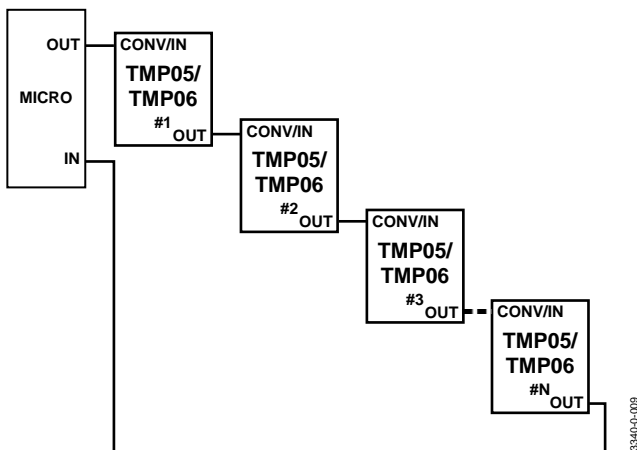 OUT
MICRO
IN
CONV/IN
TMP05/
TMP06
#1
OUT
CONV/IN
TMP05/
TMP06
#2
OUT
CONV/IN
TMP05/
TMP06
#3
OUT
CONV/IN
TMP05/
TMP06
#N
OUT
3340-0-009